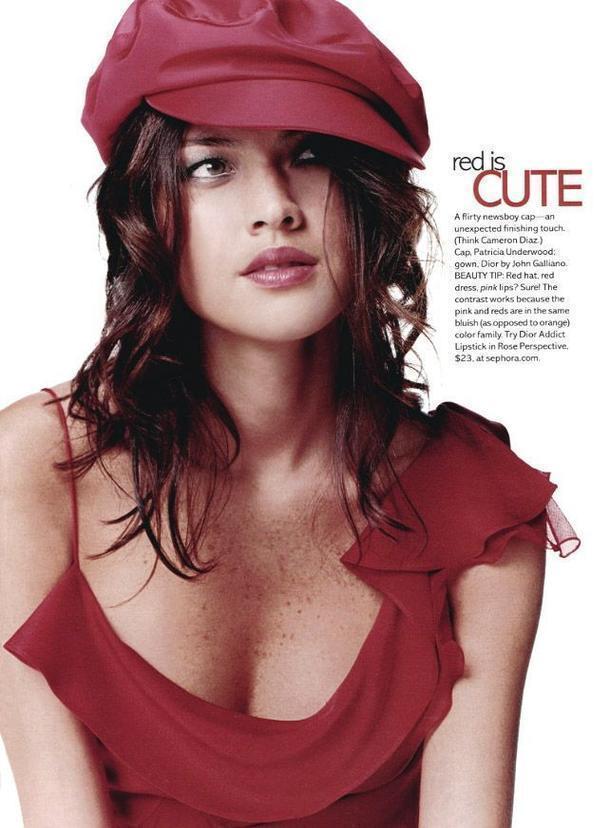 red is
CUTE
A flirty newsboy cap—an
unexpected finishing touch.
(Think Cameron Diaz.)
Cap, Patricia Underwood;
gown, Dior by John Galliano.
BEAUTY TIP: Red hat, red
dress, pink lips? Sure! The
contrast works because the
pink and reds are in the same
bluish (as opposed to orange)
color family. Try Dior Addict
Lipstick in Rose Perspective,
$23, at sephora.com.